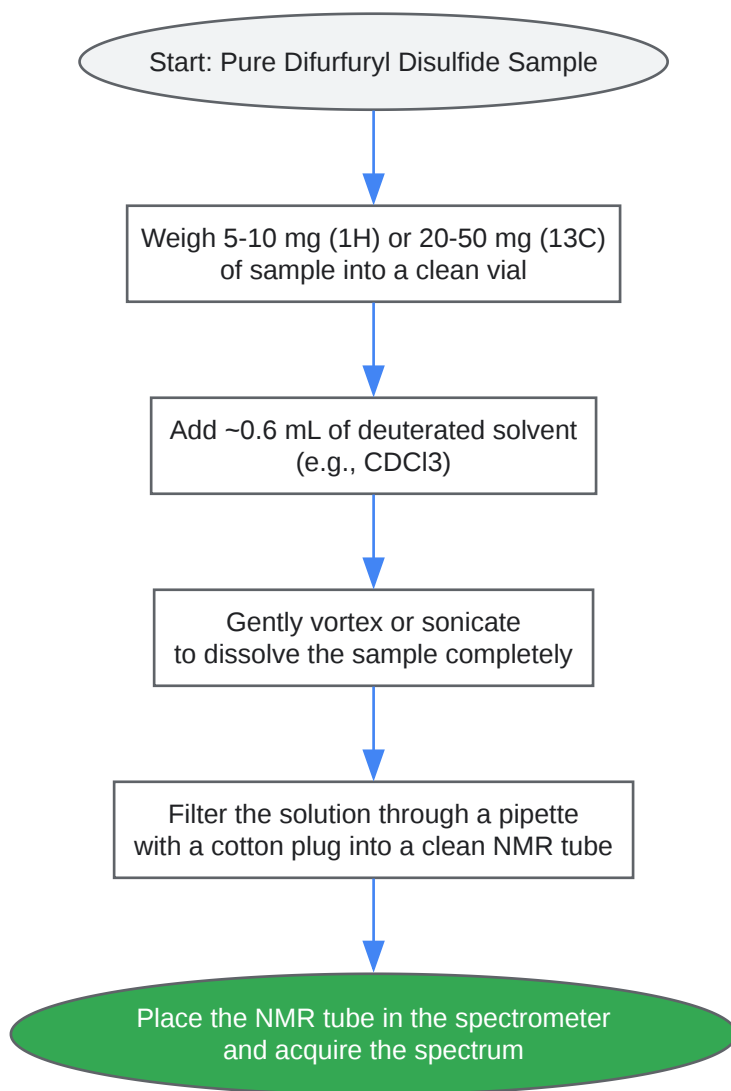 Start: Pure Difurfuryl Disulfide Sample
Weigh 5-10 mg (1H) or 20-50 mg (13C)
of sample into a clean vial
Add ~0.6 mL of deuterated solvent
(e.g., CDCl3)
Gently vortex or sonicate
to dissolve the sample completely
Filter the solution through a pipette
with a cotton plug into a clean NMR tube
Place the NMR tube in the spectrometer
and acquire the spectrum